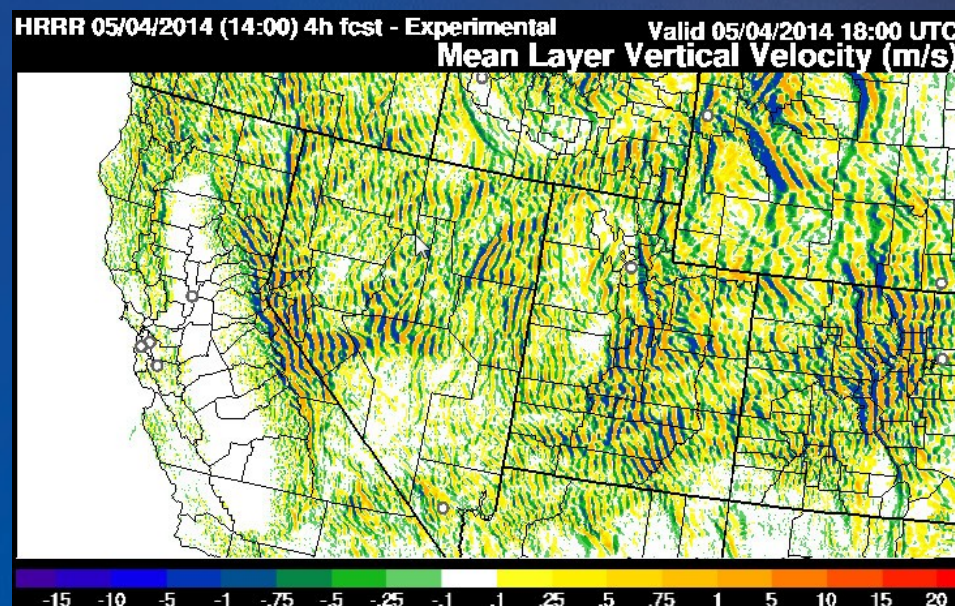 HRRR 05/04/2014 (14:00) 4h fcst - Experimental
Valid 05/04/2014 18:00 UTC
Mean Layer Vertical Velocity (m/s)
-15 -10 -5 -1 -.75 -.5 -.25 -.1 .1 .25 .5 .75 1 5 10 15 20